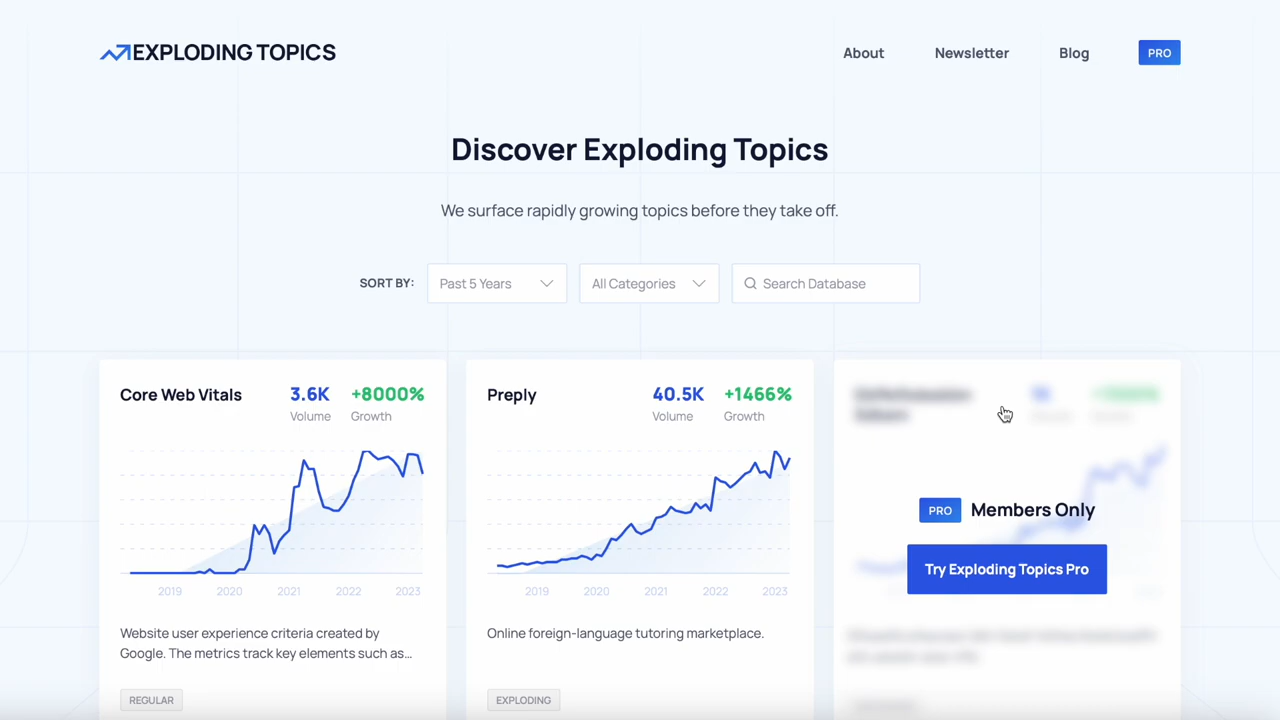 EXPLODING TOPICS
About Newsletter Blog PRO
Discover Exploding Topics
We surface rapidly growing topics before they take off.
SORT BY: Past 5 Years All Categories Search Database
Core Web Vitals 3.6K +8000%
Volume Growth
2019 2020 2021 2022 2023
Website user experience criteria created by
Google. The metrics track key elements such as...
REGULAR
Preply 40.5K +1466%
Volume Growth
2019 2020 2021 2022 2023
Online foreign-language tutoring marketplace.
EXPLODING
PRO Members Only
Try Exploding Topics Pro